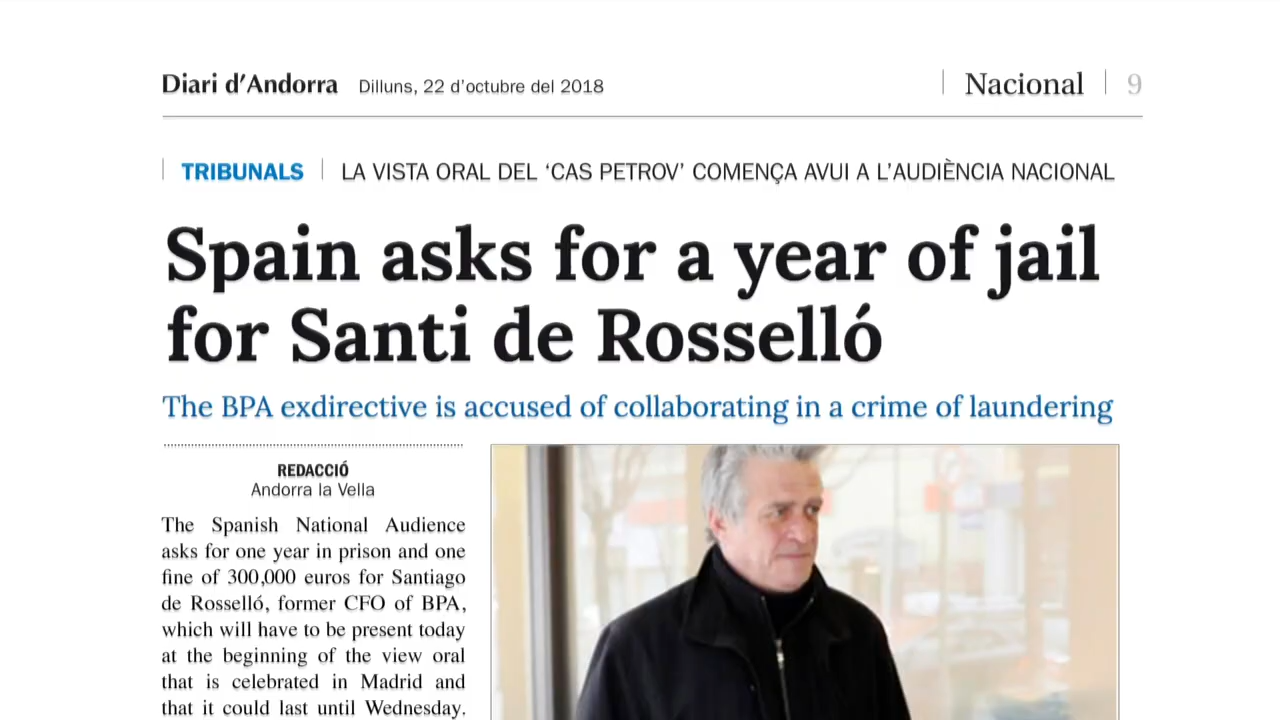 Diari d'Andorra Dilluns, 22 d'octubre del 2018 Nacional 9
TRIBUNALS LA VISTA ORAL DEL ‘CAS PETROV’ COMENÇA AVUI A L'AUDIÈNCIA NACIONAL
Spain asks for a year of jail
for Santi de Rosselló
The BPA exdirective is accused of collaborating in a crime of laundering
REDACCIÓ
Andorra la Vella
The Spanish National Audience
asks for one year in prison and one
fine of 300,000 euros for Santiago
de Rosselló, former CFO of BPA,
which will have to be present today
at the beginning of the view oral
that is celebrated in Madrid and
that it could last until Wednesday.